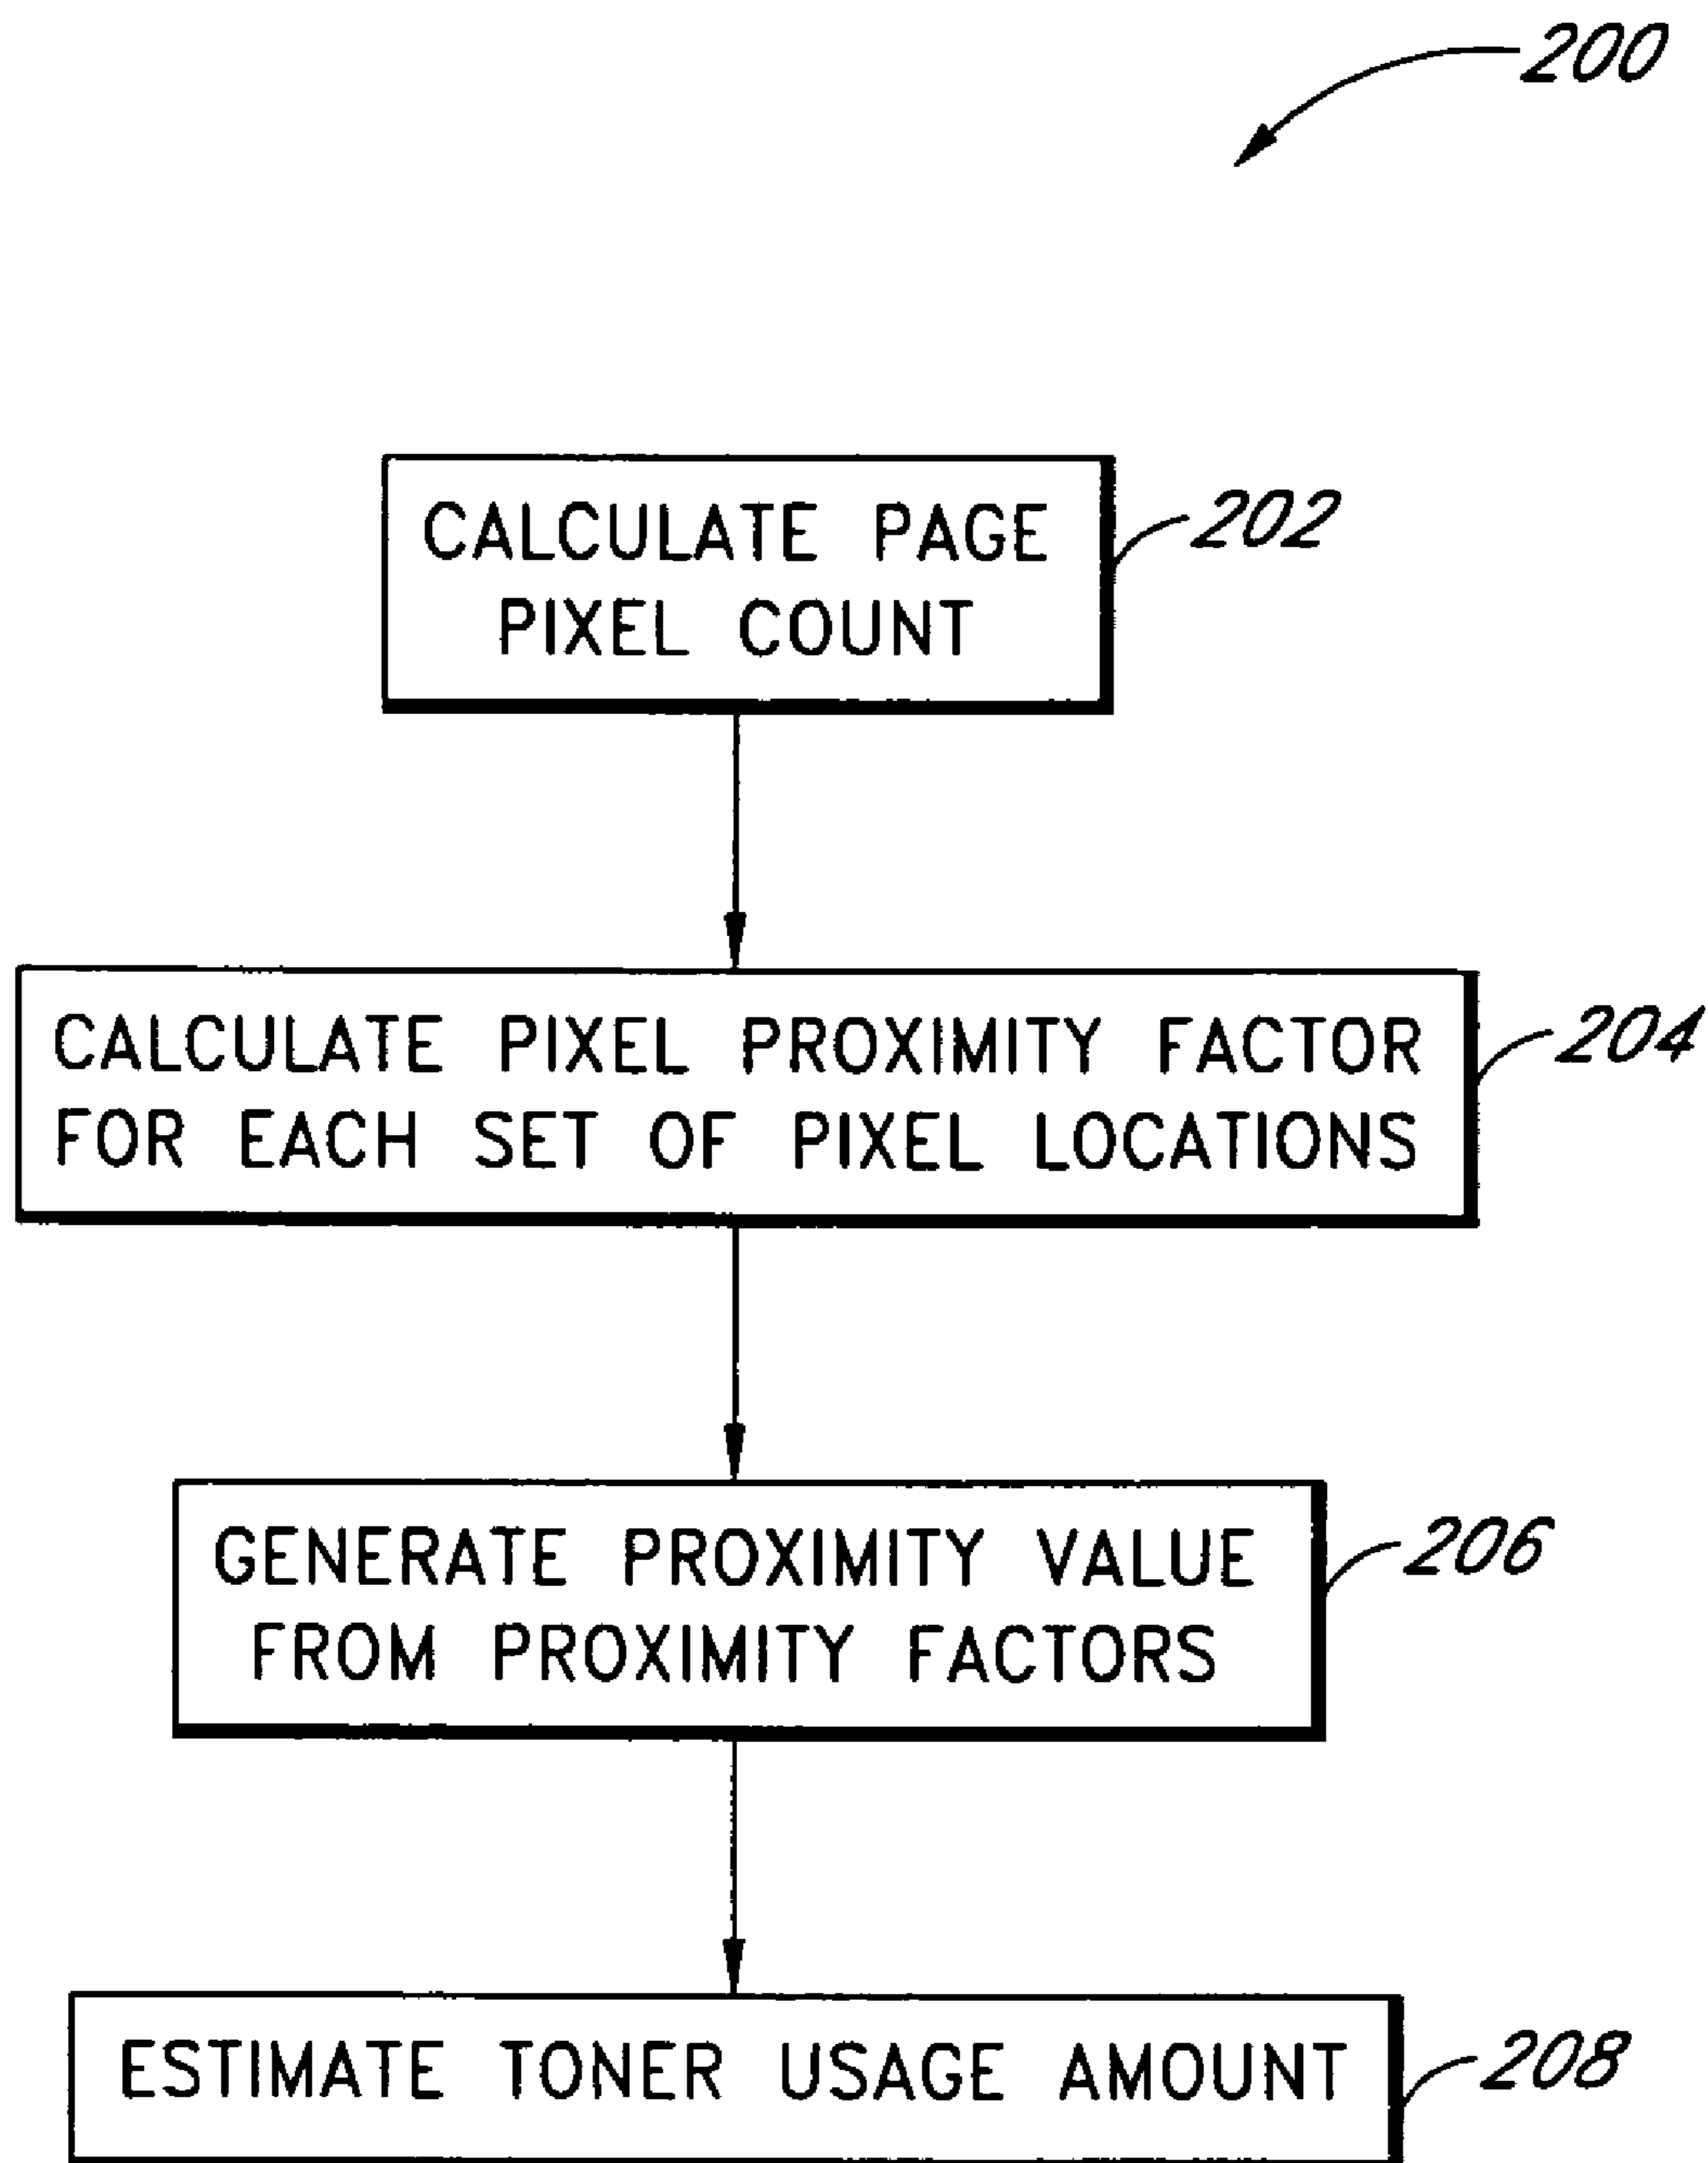 200
CALCULATE PAGE
PIXEL COUNT
202
CALCULATE PIXEL PROXIMITY FACTOR
FOR EACH SET OF PIXEL LOCATIONS
204
GENERATE PROXIMITY VALUE
FROM PROXIMITY FACTORS
206
ESTIMATE TONER USAGE AMOUNT
208